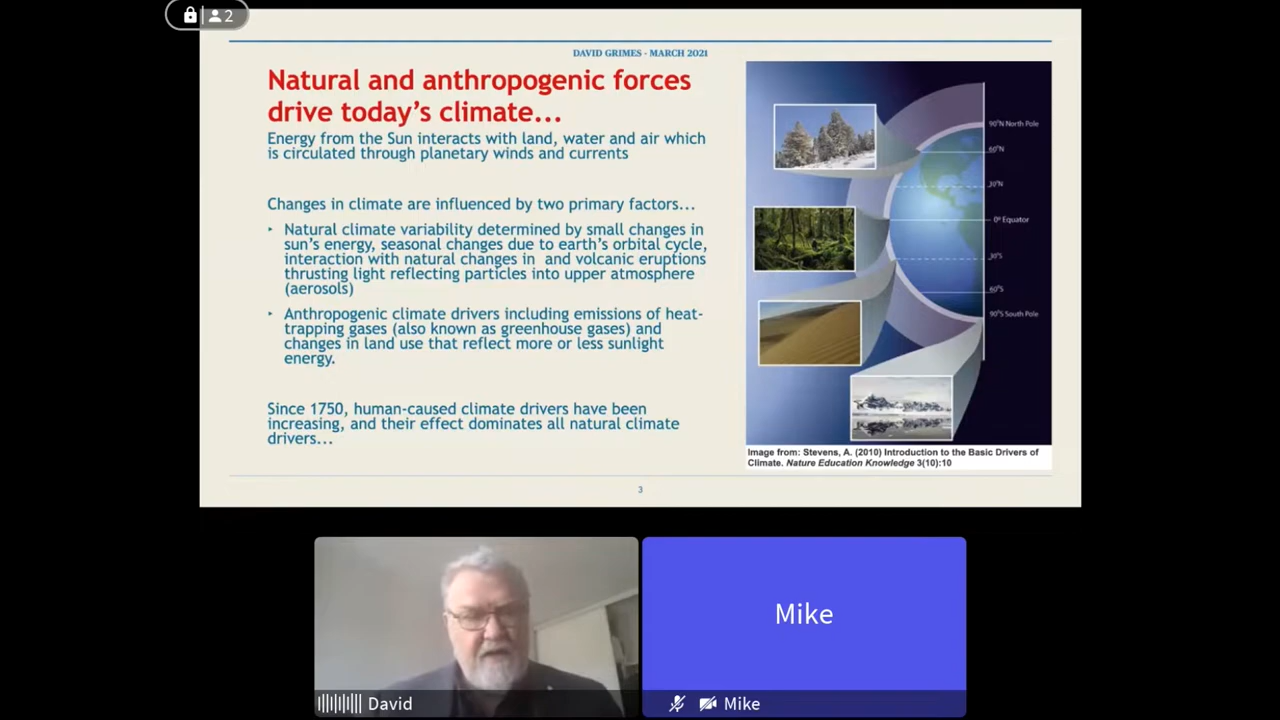 2
DAVID GRIMES - MARCH 2021
Natural and anthropogenic forces
drive today's climate...
Energy from the Sun interacts with land, water and air which
is circulated through planetary winds and currents
Changes in climate are influenced by two primary factors...
‣ Natural climate variability determined by small changes in
sun's energy, seasonal changes due to earth's orbital cycle,
interaction with natural changes in and volcanic eruptions
thrusting light reflecting particles into upper atmosphere
(aerosols)
‣ Anthropogenic climate drivers including emissions of heat-
trapping gases (also known as greenhouse gases) and
changes in land use that reflect more or less sunlight
energy.
Since 1750, human-caused climate drivers have been
increasing, and their effect dominates all natural climate
drivers...
90°N North Pole
60°N
30°N
0° Equator
30°S
60°S
90°S South Pole
Image from: Stevens, A. (2010) Introduction to the Basic Drivers of
Climate. Nature Education Knowledge 3(10):10
3
Mike
David
Mike